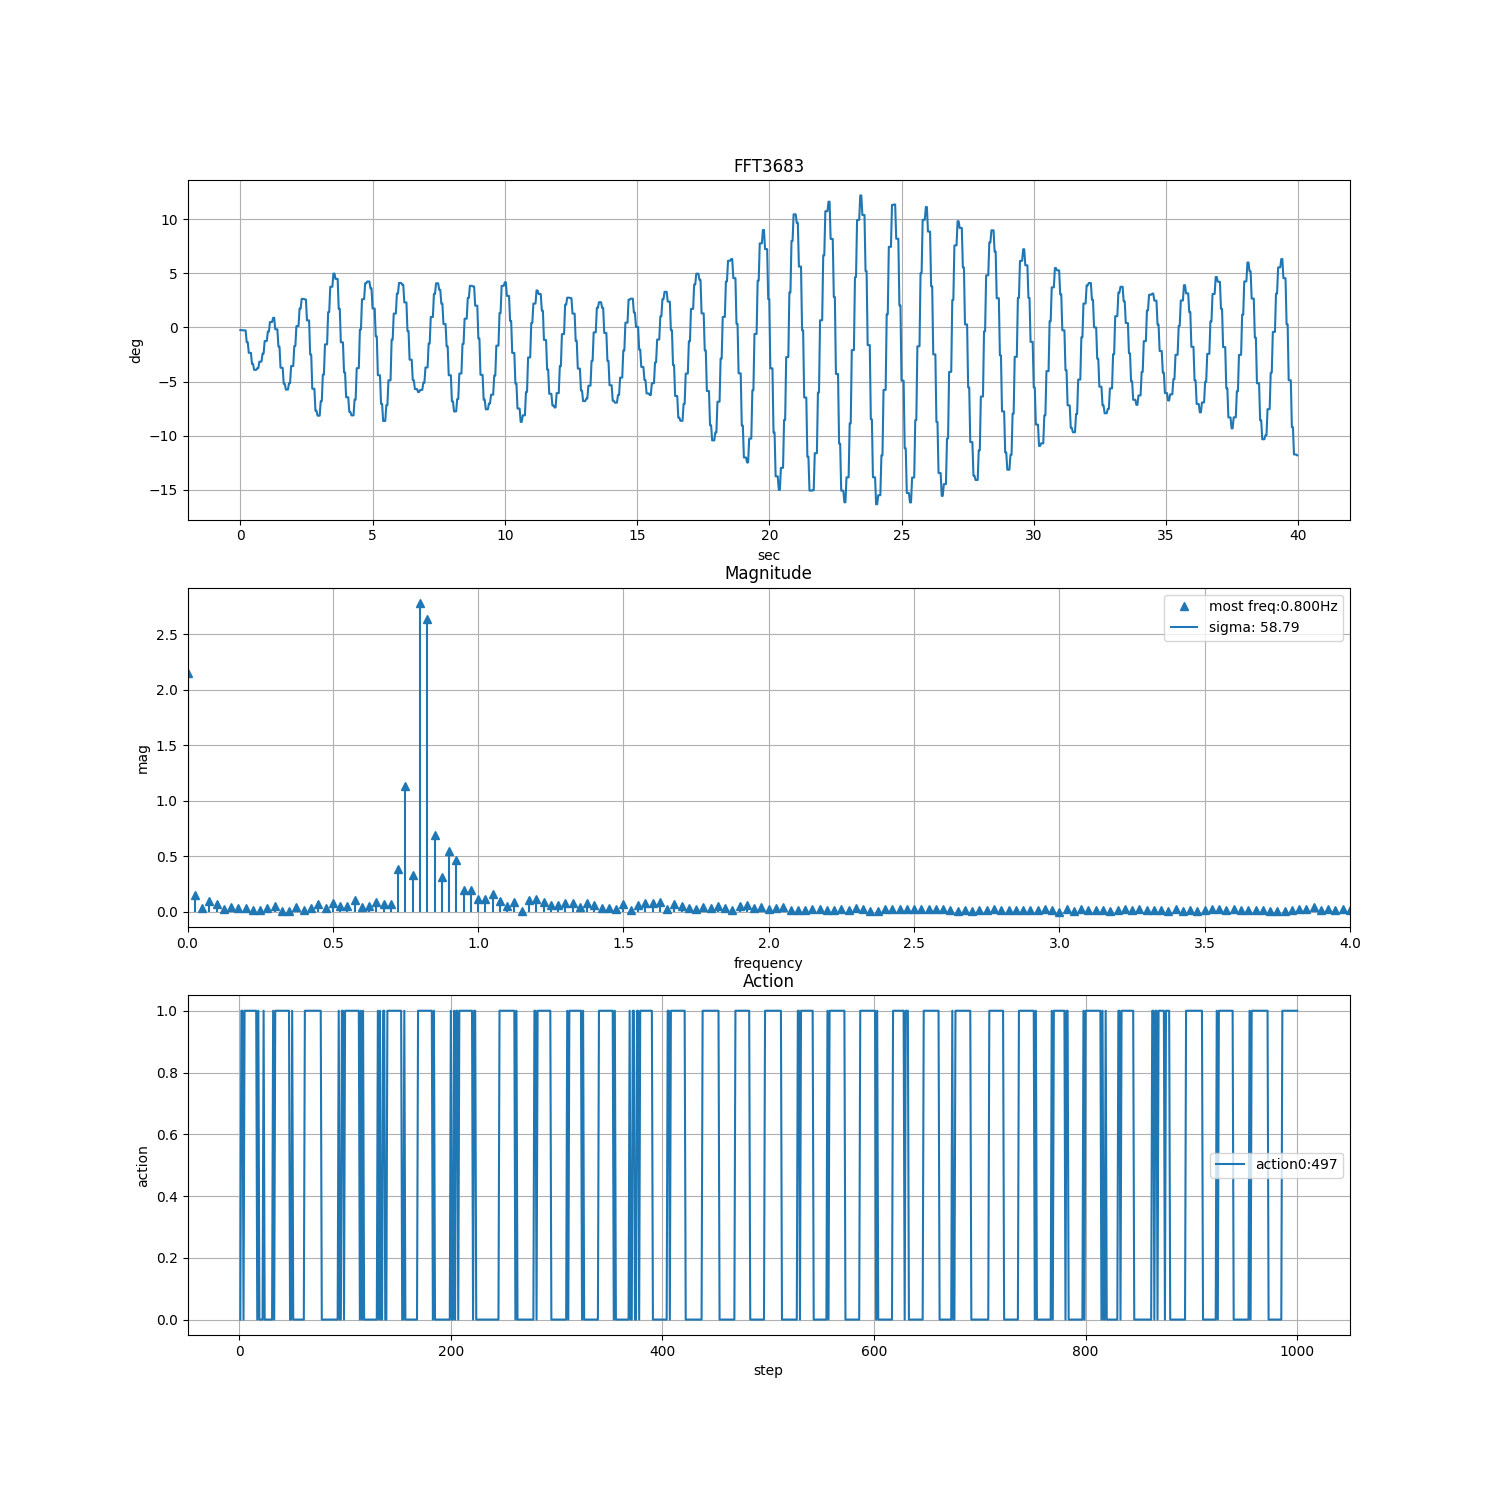 FFT3683
10
5
0
−5
−10
−15
deg
0 5 10 15 20 25 30 35 40
sec
Magnitude
most freq:0.800Hz
sigma: 58.79
2.5
2.0
1.5
1.0
0.5
0.0
mag
0.0 0.5 1.0 1.5 2.0 2.5 3.0 3.5 4.0
frequency
Action
1.0
0.8
0.6
0.4
0.2
0.0
action
action0:497
0 200 400 600 800 1000
step